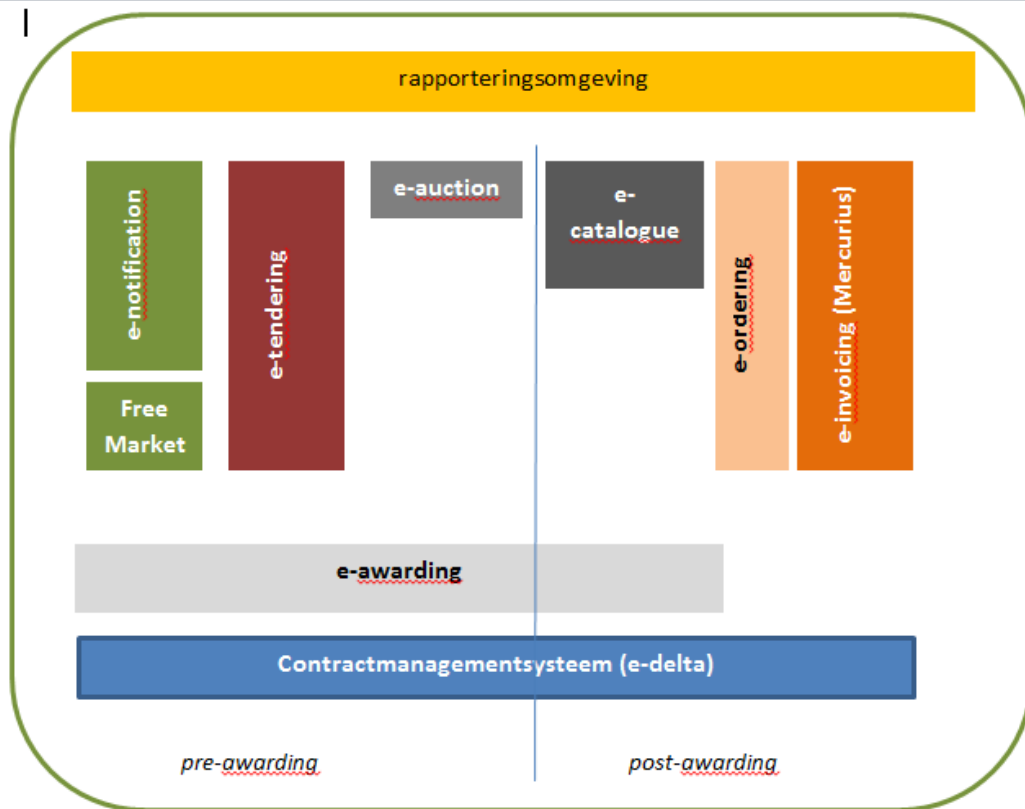 rapporteringsomgeving
e-notification
Free
Market
e-tendering
e-auction
e-
catalogue
e-ordering
e-invoicing (Mercurius)
e-awarding
Contractmanagementsysteem (e-delta)
pre-awarding
post-awarding